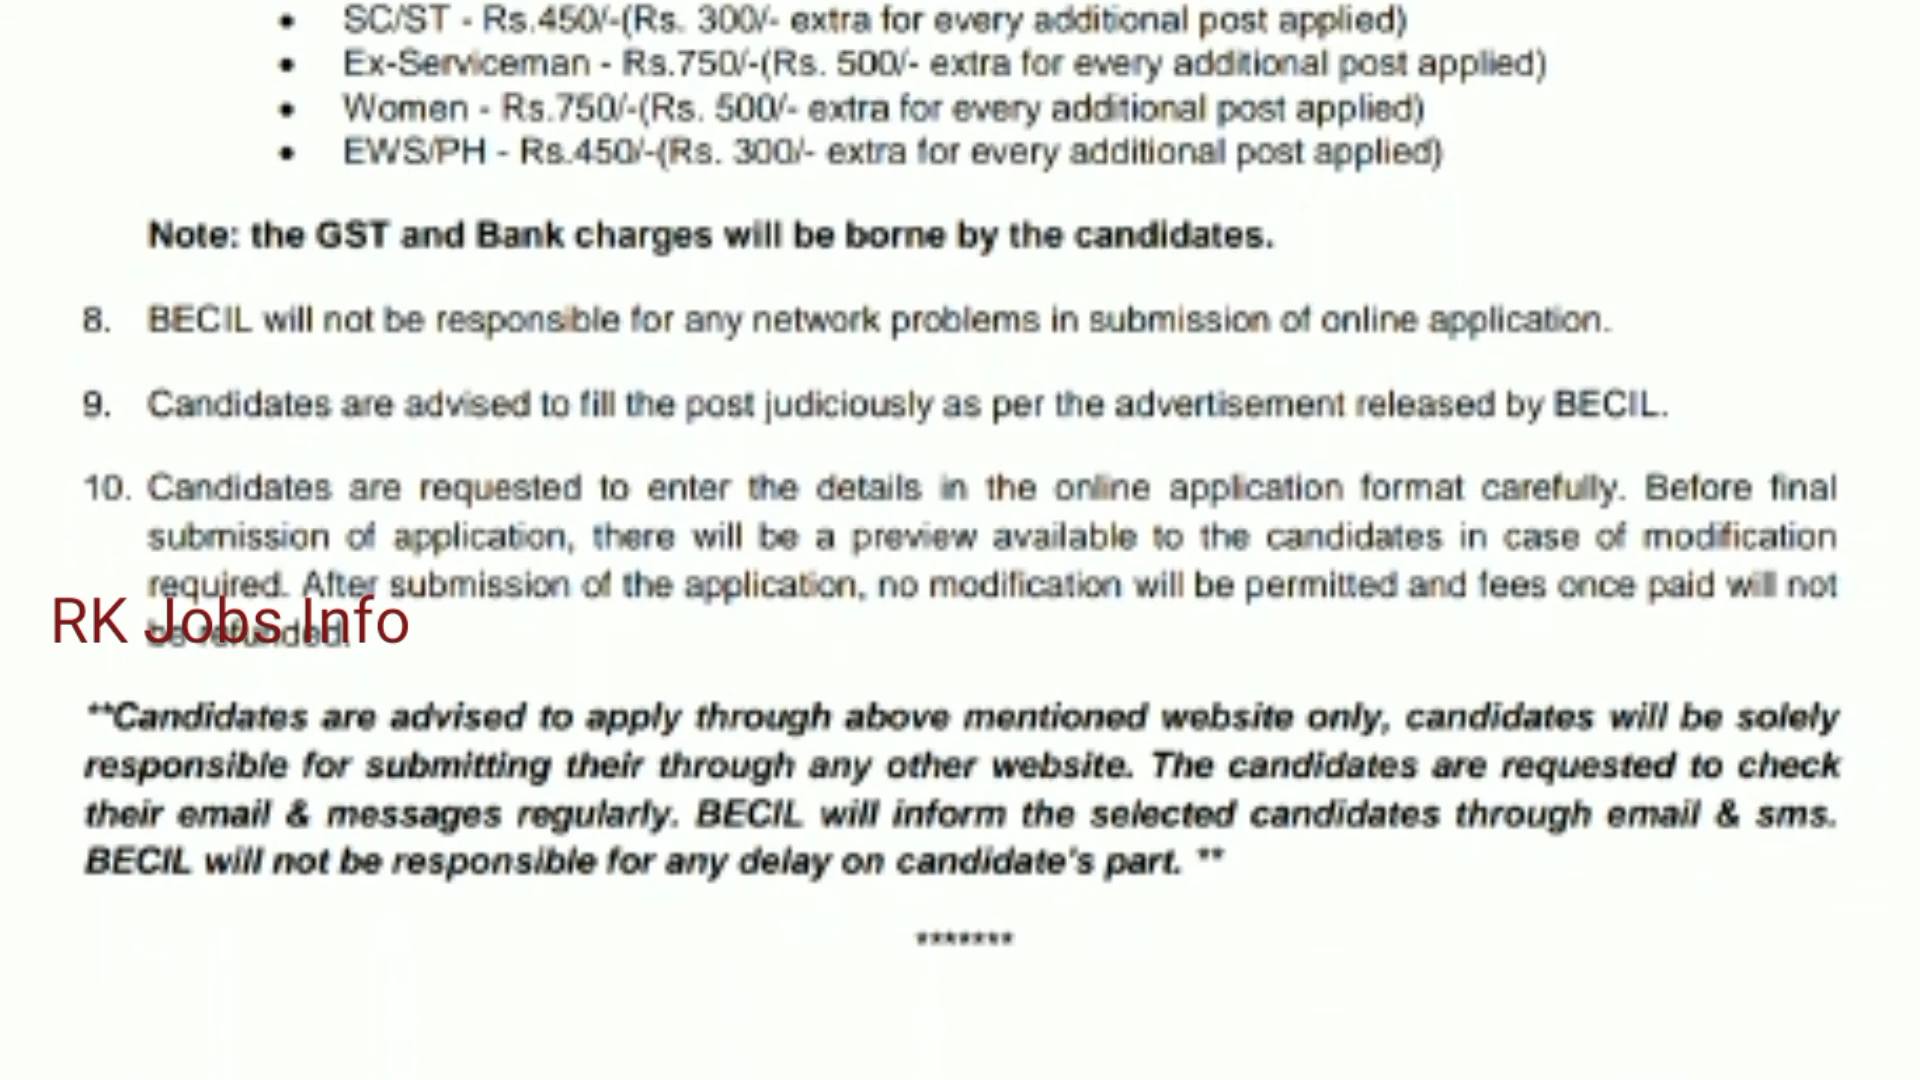 • SC/ST - Rs.450/-(Rs. 300/- extra for every additional post applied)
• Ex-Serviceman - Rs.750/-(Rs. 500/- extra for every additional post applied)
• Women - Rs.750/-(Rs. 500/- extra for every additional post applied)
• EWS/PH - Rs.450/-(Rs. 300/- extra for every additional post applied)
Note: the GST and Bank charges will be borne by the candidates.
8. BECIL will not be responsible for any network problems in submission of online application.
9. Candidates are advised to fill the post judiciously as per the advertisement released by BECIL.
10. Candidates are requested to enter the details in the online application format carefully. Before final
submission of application, there will be a preview available to the candidates in case of modification
required. After submission of the application, no modification will be permitted and fees once paid will not
be refunded.
RK Jobs Info
**Candidates are advised to apply through above mentioned website only, candidates will be solely
responsible for submitting their through any other website. The candidates are requested to check
their email & messages regularly. BECIL will inform the selected candidates through email & sms.
BECIL will not be responsible for any delay on candidate's part. **
*******